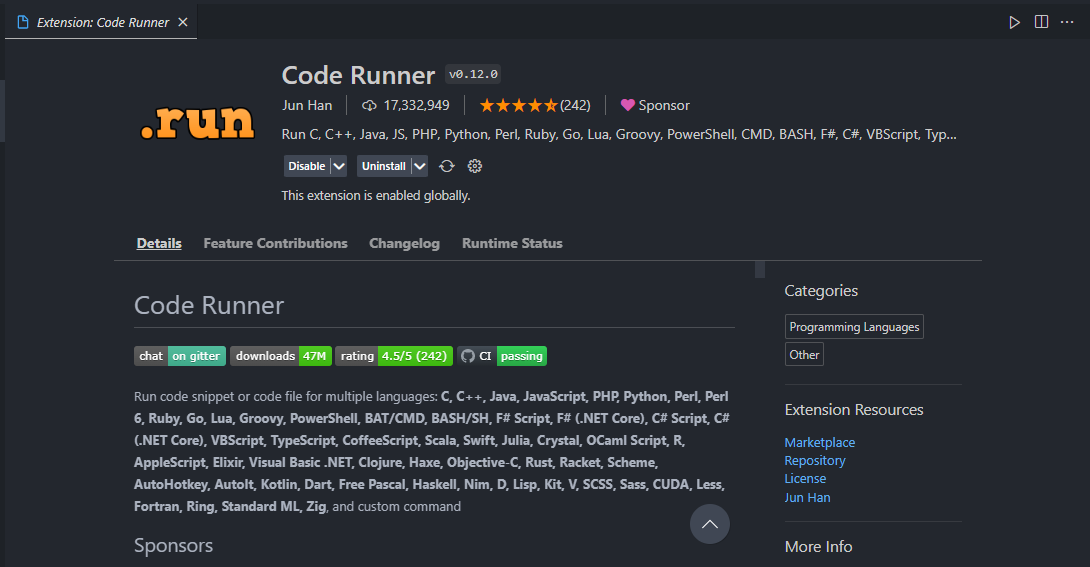 Extension: Code Runner
Code Runner v0.12.0
Jun Han 17,332,949 (242) Sponsor
.run
Run C, C++, Java, JS, PHP, Python, Perl, Ruby, Go, Lua, Groovy, PowerShell, CMD, BASH, F#, C#, VBScript, Typ...
Disable Uninstall
This extension is enabled globally.
Details Feature Contributions Changelog Runtime Status
Code Runner
chat on gitter downloads 47M rating 4.5/5 (242) CI passing
Run code snippet or code file for multiple languages: C, C++, Java, JavaScript, PHP, Python, Perl, Perl
6, Ruby, Go, Lua, Groovy, PowerShell, BAT/CMD, BASH/SH, F# Script, F# (.NET Core), C# Script, C#
(.NET Core), VBScript, TypeScript, CoffeeScript, Scala, Swift, Julia, Crystal, OCaml Script, R,
AppleScript, Elixir, Visual Basic .NET, Clojure, Haxe, Objective-C, Rust, Racket, Scheme,
AutoHotkey, AutoIt, Kotlin, Dart, Free Pascal, Haskell, Nim, D, Lisp, Kit, V, SCSS, Sass, CUDA, Less,
Fortran, Ring, Standard ML, Zig, and custom command
Sponsors
Categories
Programming Languages
Other
Extension Resources
Marketplace
Repository
License
Jun Han
More Info